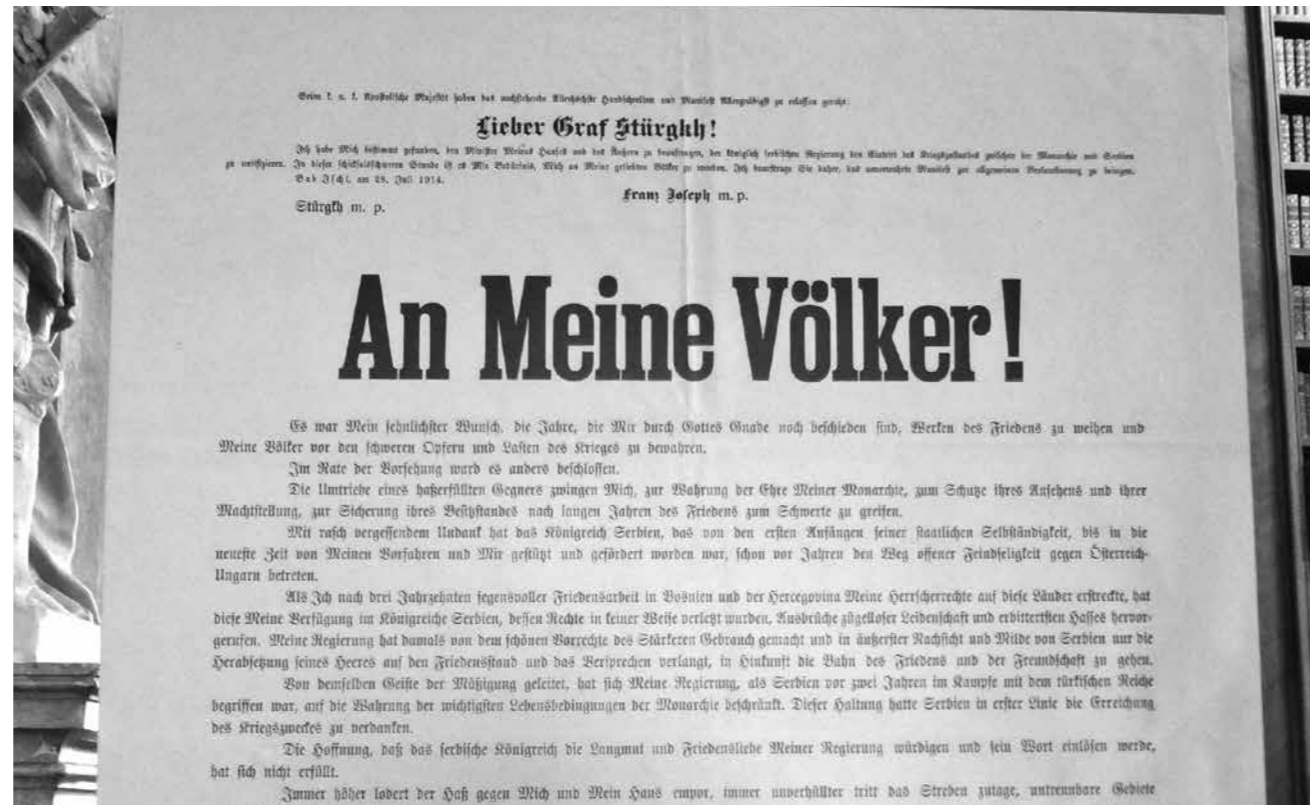 Seine k. u. k. Apostolische Majestät haben das nachstehende Allerhöchste Handschreiben und Manifest Allergnädigst zu erlassen geruht:
Lieber Graf Stürgkh!
Ich habe Mich bestimmt gefunden, den Minister Meines Hauses und des Äußern zu beauftragen, der königlich serbischen Regierung den Eintritt des Kriegszustandes zwischen der Monarchie und Serbien
zu notifizieren. In dieser schicksalsschweren Stunde ist es Mir Bedürfnis, Mich an Meine geliebten Völker zu wenden. Ich beauftrage Sie daher, das anverwahrte Manifest zur allgemeinen Verlautbarung zu bringen.
Bad Ischl, am 28. Juli 1914.
Franz Joseph m. p.
Stürgkh m. p.
An Meine Völker!
Es war Mein sehnlichster Wunsch, die Jahre, die Mir durch Gottes Gnade noch beschieden sind, Werken des Friedens zu weihen und
Meine Völker vor den schweren Opfern und Lasten des Krieges zu bewahren.
Im Rate der Vorsehung ward es anders beschlossen.
Die Umtriebe eines haßerfüllten Gegners zwingen Mich, zur Wahrung der Ehre Meiner Monarchie, zum Schutze ihres Ansehens und ihrer
Machtstellung, zur Sicherung ihres Besitzstandes nach langen Jahren des Friedens zum Schwerte zu greifen.
Mit rasch vergessendem Undank hat das Königreich Serbien, das von den ersten Anfängen seiner staatlichen Selbständigkeit, bis in die
neueste Zeit von Meinen Vorfahren und Mir gestützt und gefördert worden war, schon vor Jahren den Weg offener Feindseligkeit gegen Österreich-
Ungarn betreten.
Als Ich nach drei Jahrzehnten segensvoller Friedensarbeit in Bosnien und der Hercegovina Meine Herrscherrechte auf diese Länder erstreckte, hat
diese Meine Verfügung im Königreiche Serbien, dessen Rechte in keiner Weise verletzt wurden, Ausbrüche zügelloser Leidenschaft und erbittertsten Hasses hervor-
gerufen. Meine Regierung hat damals von dem schönen Vorrechte des Stärkeren Gebrauch gemacht und in äußerster Nachsicht und Milde von Serbien nur die
Herabsetzung seines Heeres auf den Friedensstand und das Versprechen verlangt, in Hinkunft die Bahn des Friedens und der Freundschaft zu gehen.
Von demselben Geiste der Mäßigung geleitet, hat sich Meine Regierung, als Serbien vor zwei Jahren im Kampfe mit dem türkischen Reiche
begriffen war, auf die Wahrung der wichtigsten Lebensbedingungen der Monarchie beschränkt. Dieser Haltung hatte Serbien in erster Linie die Erreichung
des Kriegszweckes zu verdanken.
Die Hoffnung, daß das serbische Königreich die Langmut und Friedensliebe Meiner Regierung würdigen und sein Wort einlösen werde,
hat sich nicht erfüllt.
Immer höher lodert der Haß gegen Mich und Mein Haus empor, immer unverhüllter tritt das Streben zutage, untrennbare Gebiete